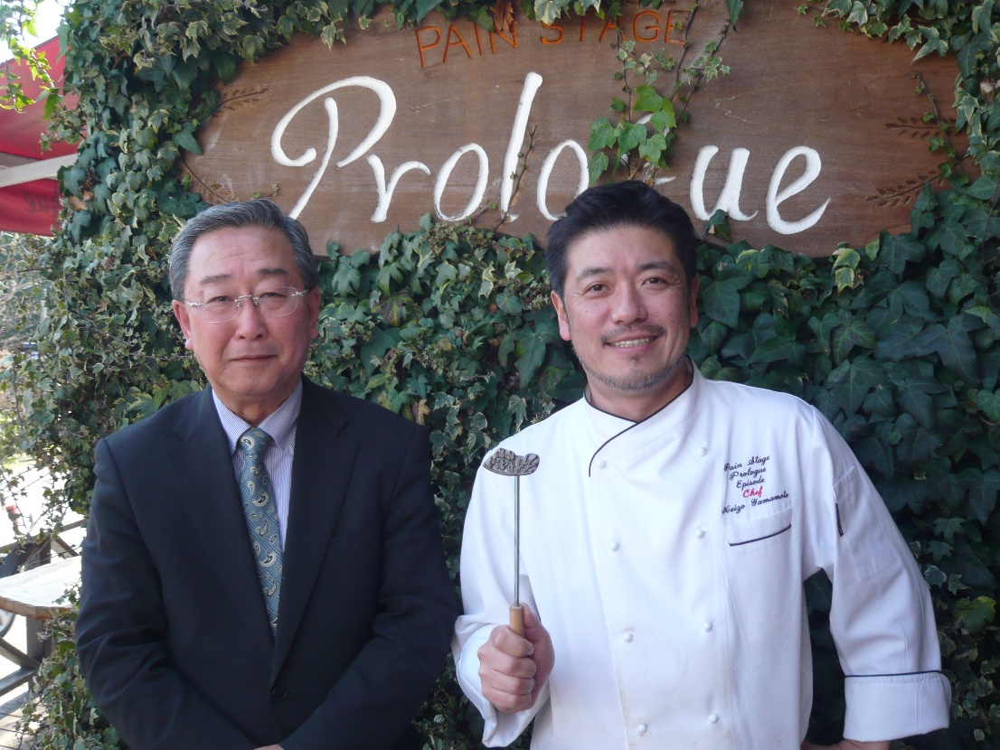 PAIN STAGE
Prologue
Pain Stage
Prologue
Episode
Chef
Keizo Yamamoto